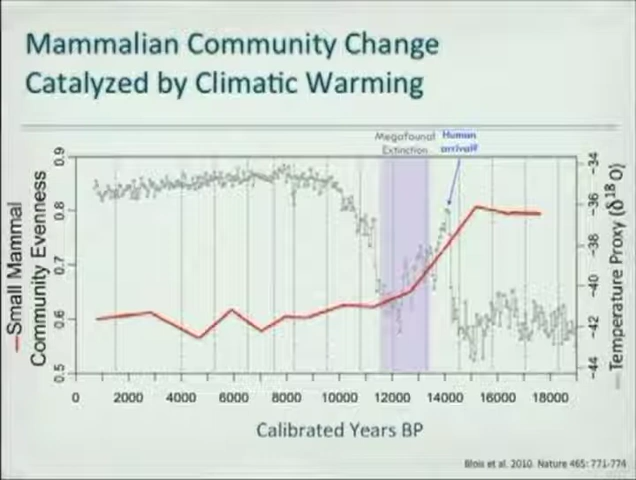 Mammalian Community Change
Catalyzed by Climatic Warming
Megafaunal Extinction
Human arrival?
Small Mammal
Community Evenness
0.9
0.8
0.7
0.6
0.5
Temperature Proxy (δ18O)
-34
-36
-38
-40
-42
-44
0 2000 4000 6000 8000 10000 12000 14000 16000 18000
Calibrated Years BP
Blois et al. 2010. Nature 465: 771-774